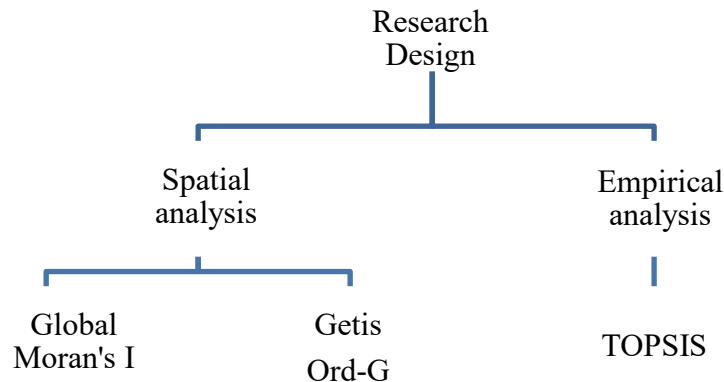 Research
Design
Spatial
analysis
Empirical
analysis
Global
Moran's I
Getis
Ord-G
TOPSIS